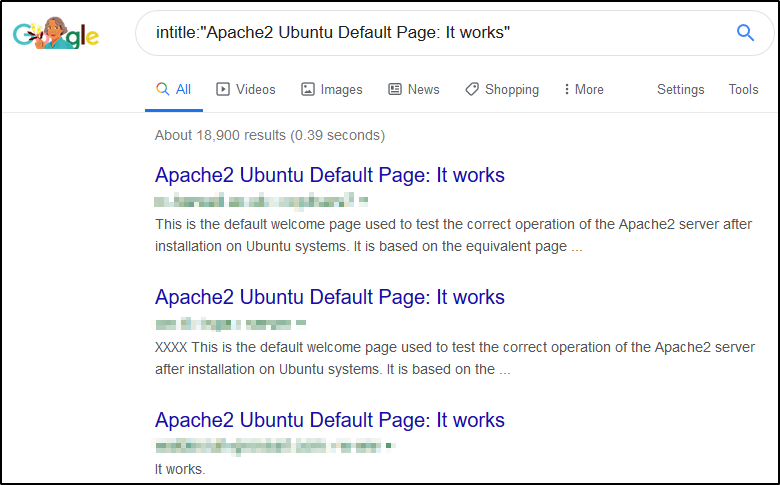 Google
intitle:"Apache2 Ubuntu Default Page: It works"
All Videos Images News Shopping More Settings Tools
About 18,900 results (0.39 seconds)
Apache2 Ubuntu Default Page: It works
This is the default welcome page used to test the correct operation of the Apache2 server after
installation on Ubuntu systems. It is based on the equivalent page ...
Apache2 Ubuntu Default Page: It works
XXXX This is the default welcome page used to test the correct operation of the Apache2 server
after installation on Ubuntu systems. It is based on the ...
Apache2 Ubuntu Default Page: It works
It works.